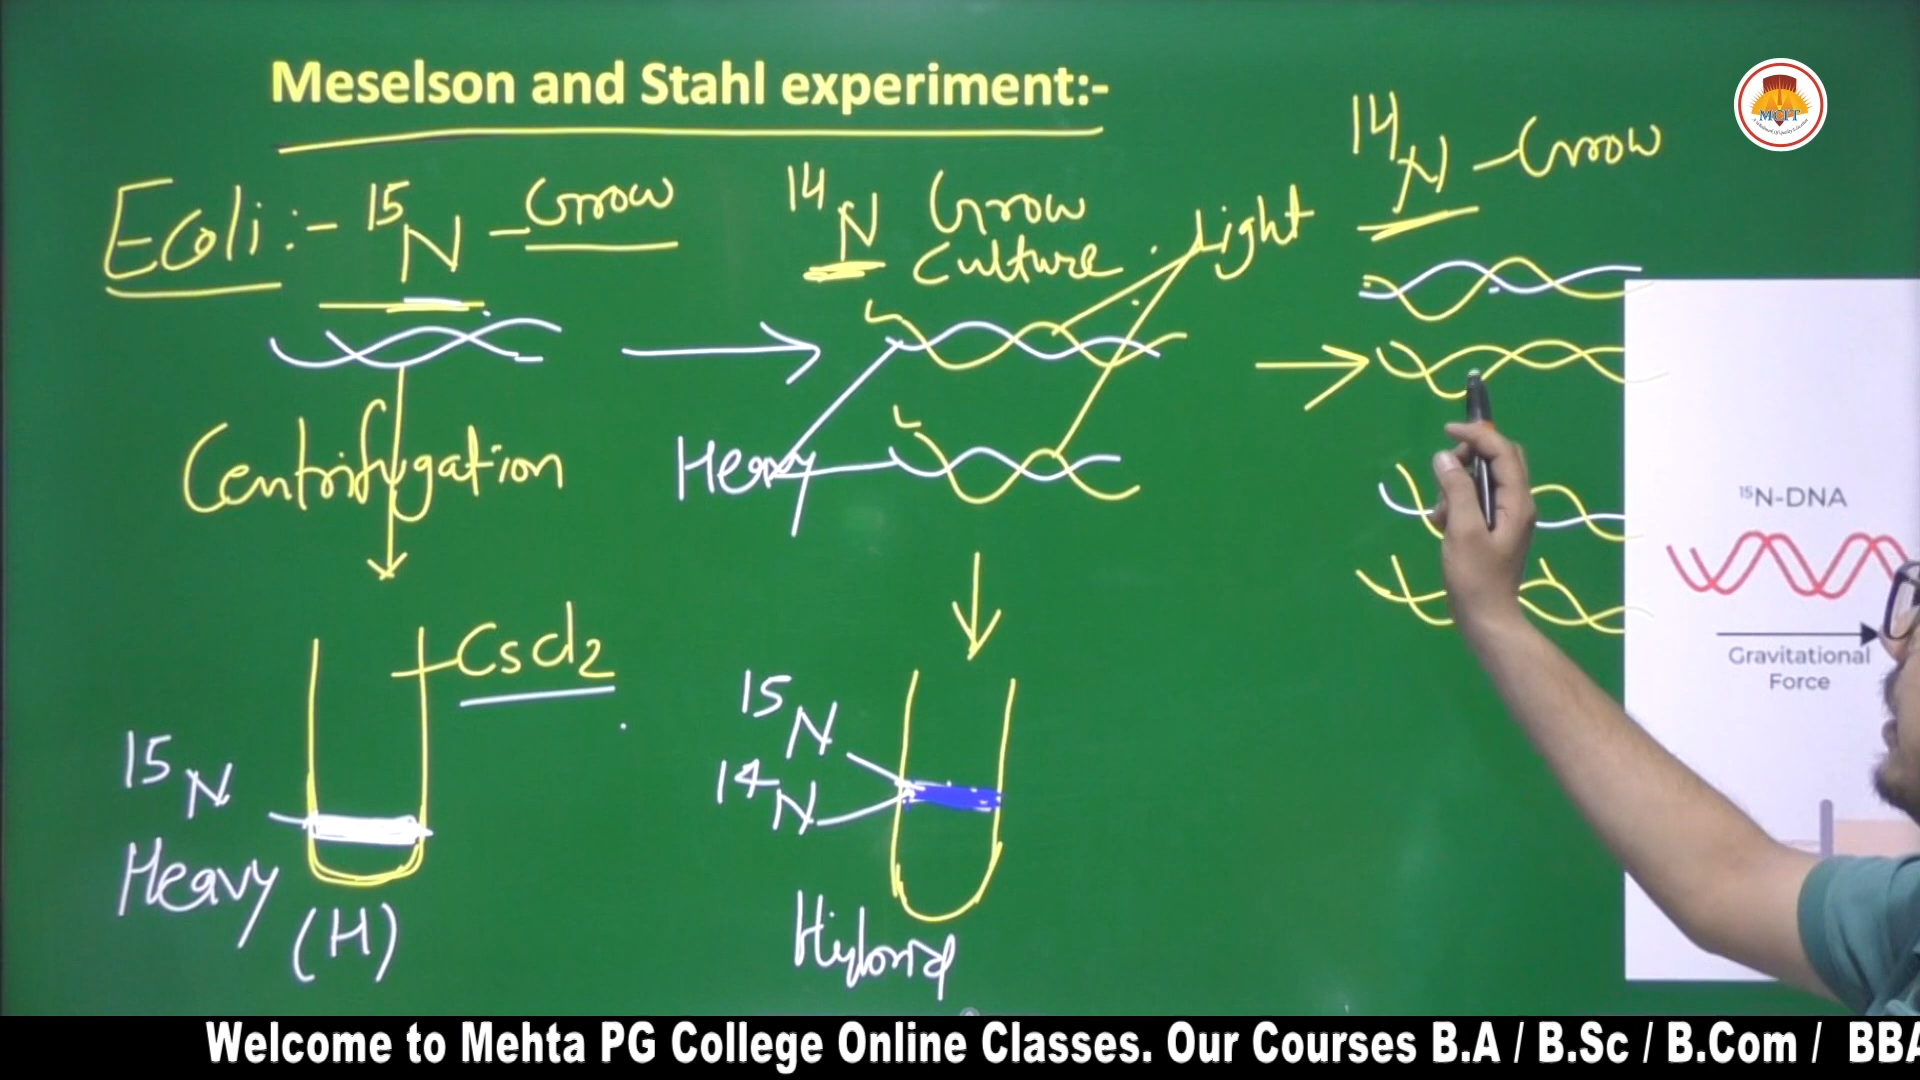 Meselson and Stahl experiment:-
Ecoli :- 15N - Grow
14N Grow
Culture
Light
14N - Grow
Centrifugation
Heavy
15N-DNA
Gravitational
Force
CsCl2
15N
Heavy
(H)
15N
14N
Hybrid
Welcome to Mehta PG College Online Classes. Our Courses B.A / B.Sc / B.Com / BBA